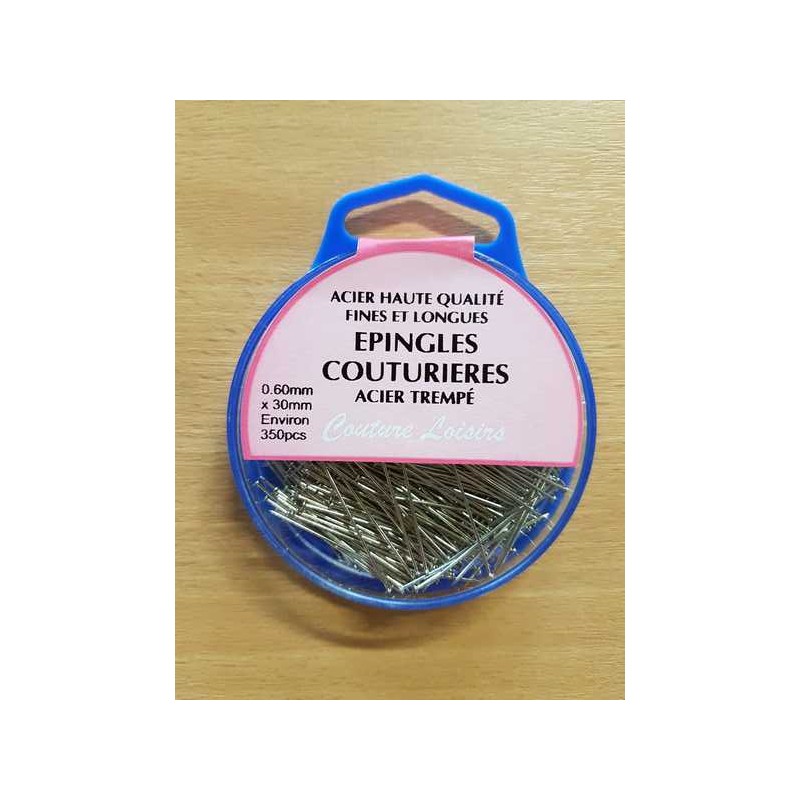 ACIER HAUTE QUALITÉ
FINES ET LONGUES
EPINGLES
COUTURIERES
ACIER TREMPÉ
0.60mm
x 30mm
Environ
350pcs
Couture Loisirs